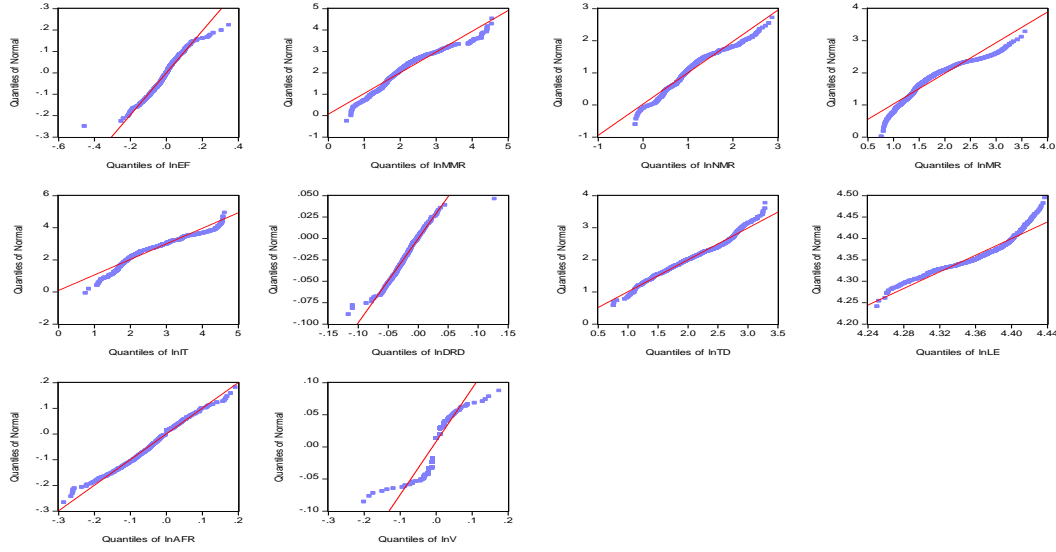 Quantiles of Normal
.3
.2
.1
.0
-.1
-.2
-.3
-.6 -.4 -.2 .0 .2 .4
Quantiles of lnEF
Quantiles of Normal
5
4
3
2
1
0
-1
0 1 2 3 4 5
Quantiles of lnMMR
Quantiles of Normal
3
2
1
0
-1
-1 0 1 2 3
Quantiles of lnNMR
Quantiles of Normal
4
3
2
1
0
0.5 1.0 1.5 2.0 2.5 3.0 3.5 4.0
Quantiles of lnMR
Quantiles of Normal
6
4
2
0
-2
0 1 2 3 4 5
Quantiles of lnIT
Quantiles of Normal
.050
.025
.000
-.025
-.050
-.075
-.100
-.15 -.10 -.05 .00 .05 .10 .15
Quantiles of lnDRD
Quantiles of Normal
4
3
2
1
0
0.5 1.0 1.5 2.0 2.5 3.0 3.5
Quantiles of lnTD
Quantiles of Normal
4.50
4.45
4.40
4.35
4.30
4.25
4.20
4.24 4.28 4.32 4.36 4.40 4.44
Quantiles of lnLE
Quantiles of Normal
.2
.1
.0
-.1
-.2
-.3
-.3 -.2 -.1 .0 .1 .2
Quantiles of lnAFR
Quantiles of Normal
.10
.05
.00
-.05
-.10
-.3 -.2 -.1 .0 .1 .2
Quantiles of lnV